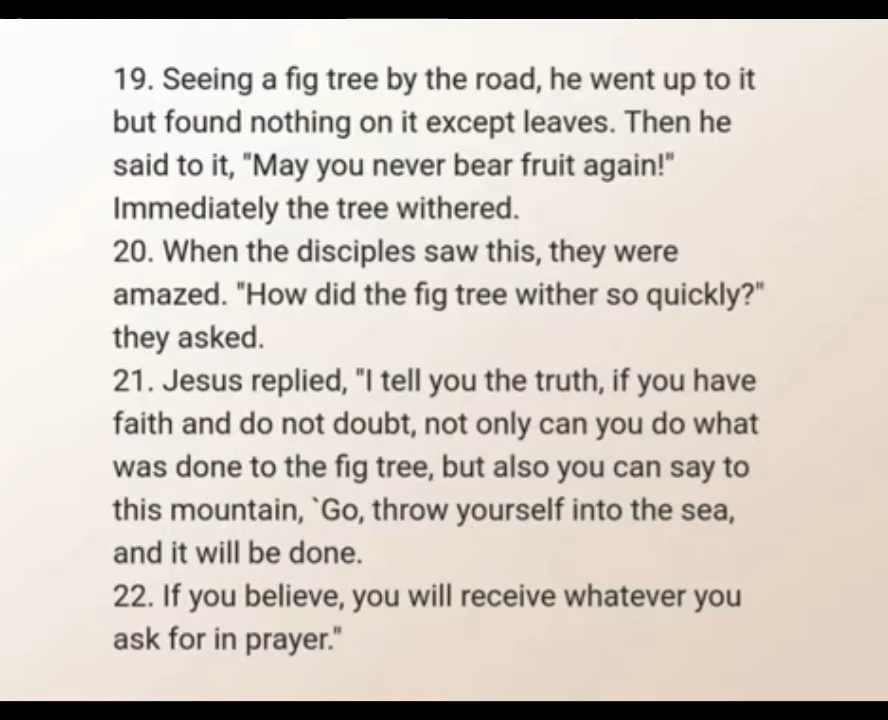 19. Seeing a fig tree by the road, he went up to it
but found nothing on it except leaves. Then he
said to it, "May you never bear fruit again!"
Immediately the tree withered.
20. When the disciples saw this, they were
amazed. "How did the fig tree wither so quickly?"
they asked.
21. Jesus replied, "I tell you the truth, if you have
faith and do not doubt, not only can you do what
was done to the fig tree, but also you can say to
this mountain, `Go, throw yourself into the sea,
and it will be done.
22. If you believe, you will receive whatever you
ask for in prayer."